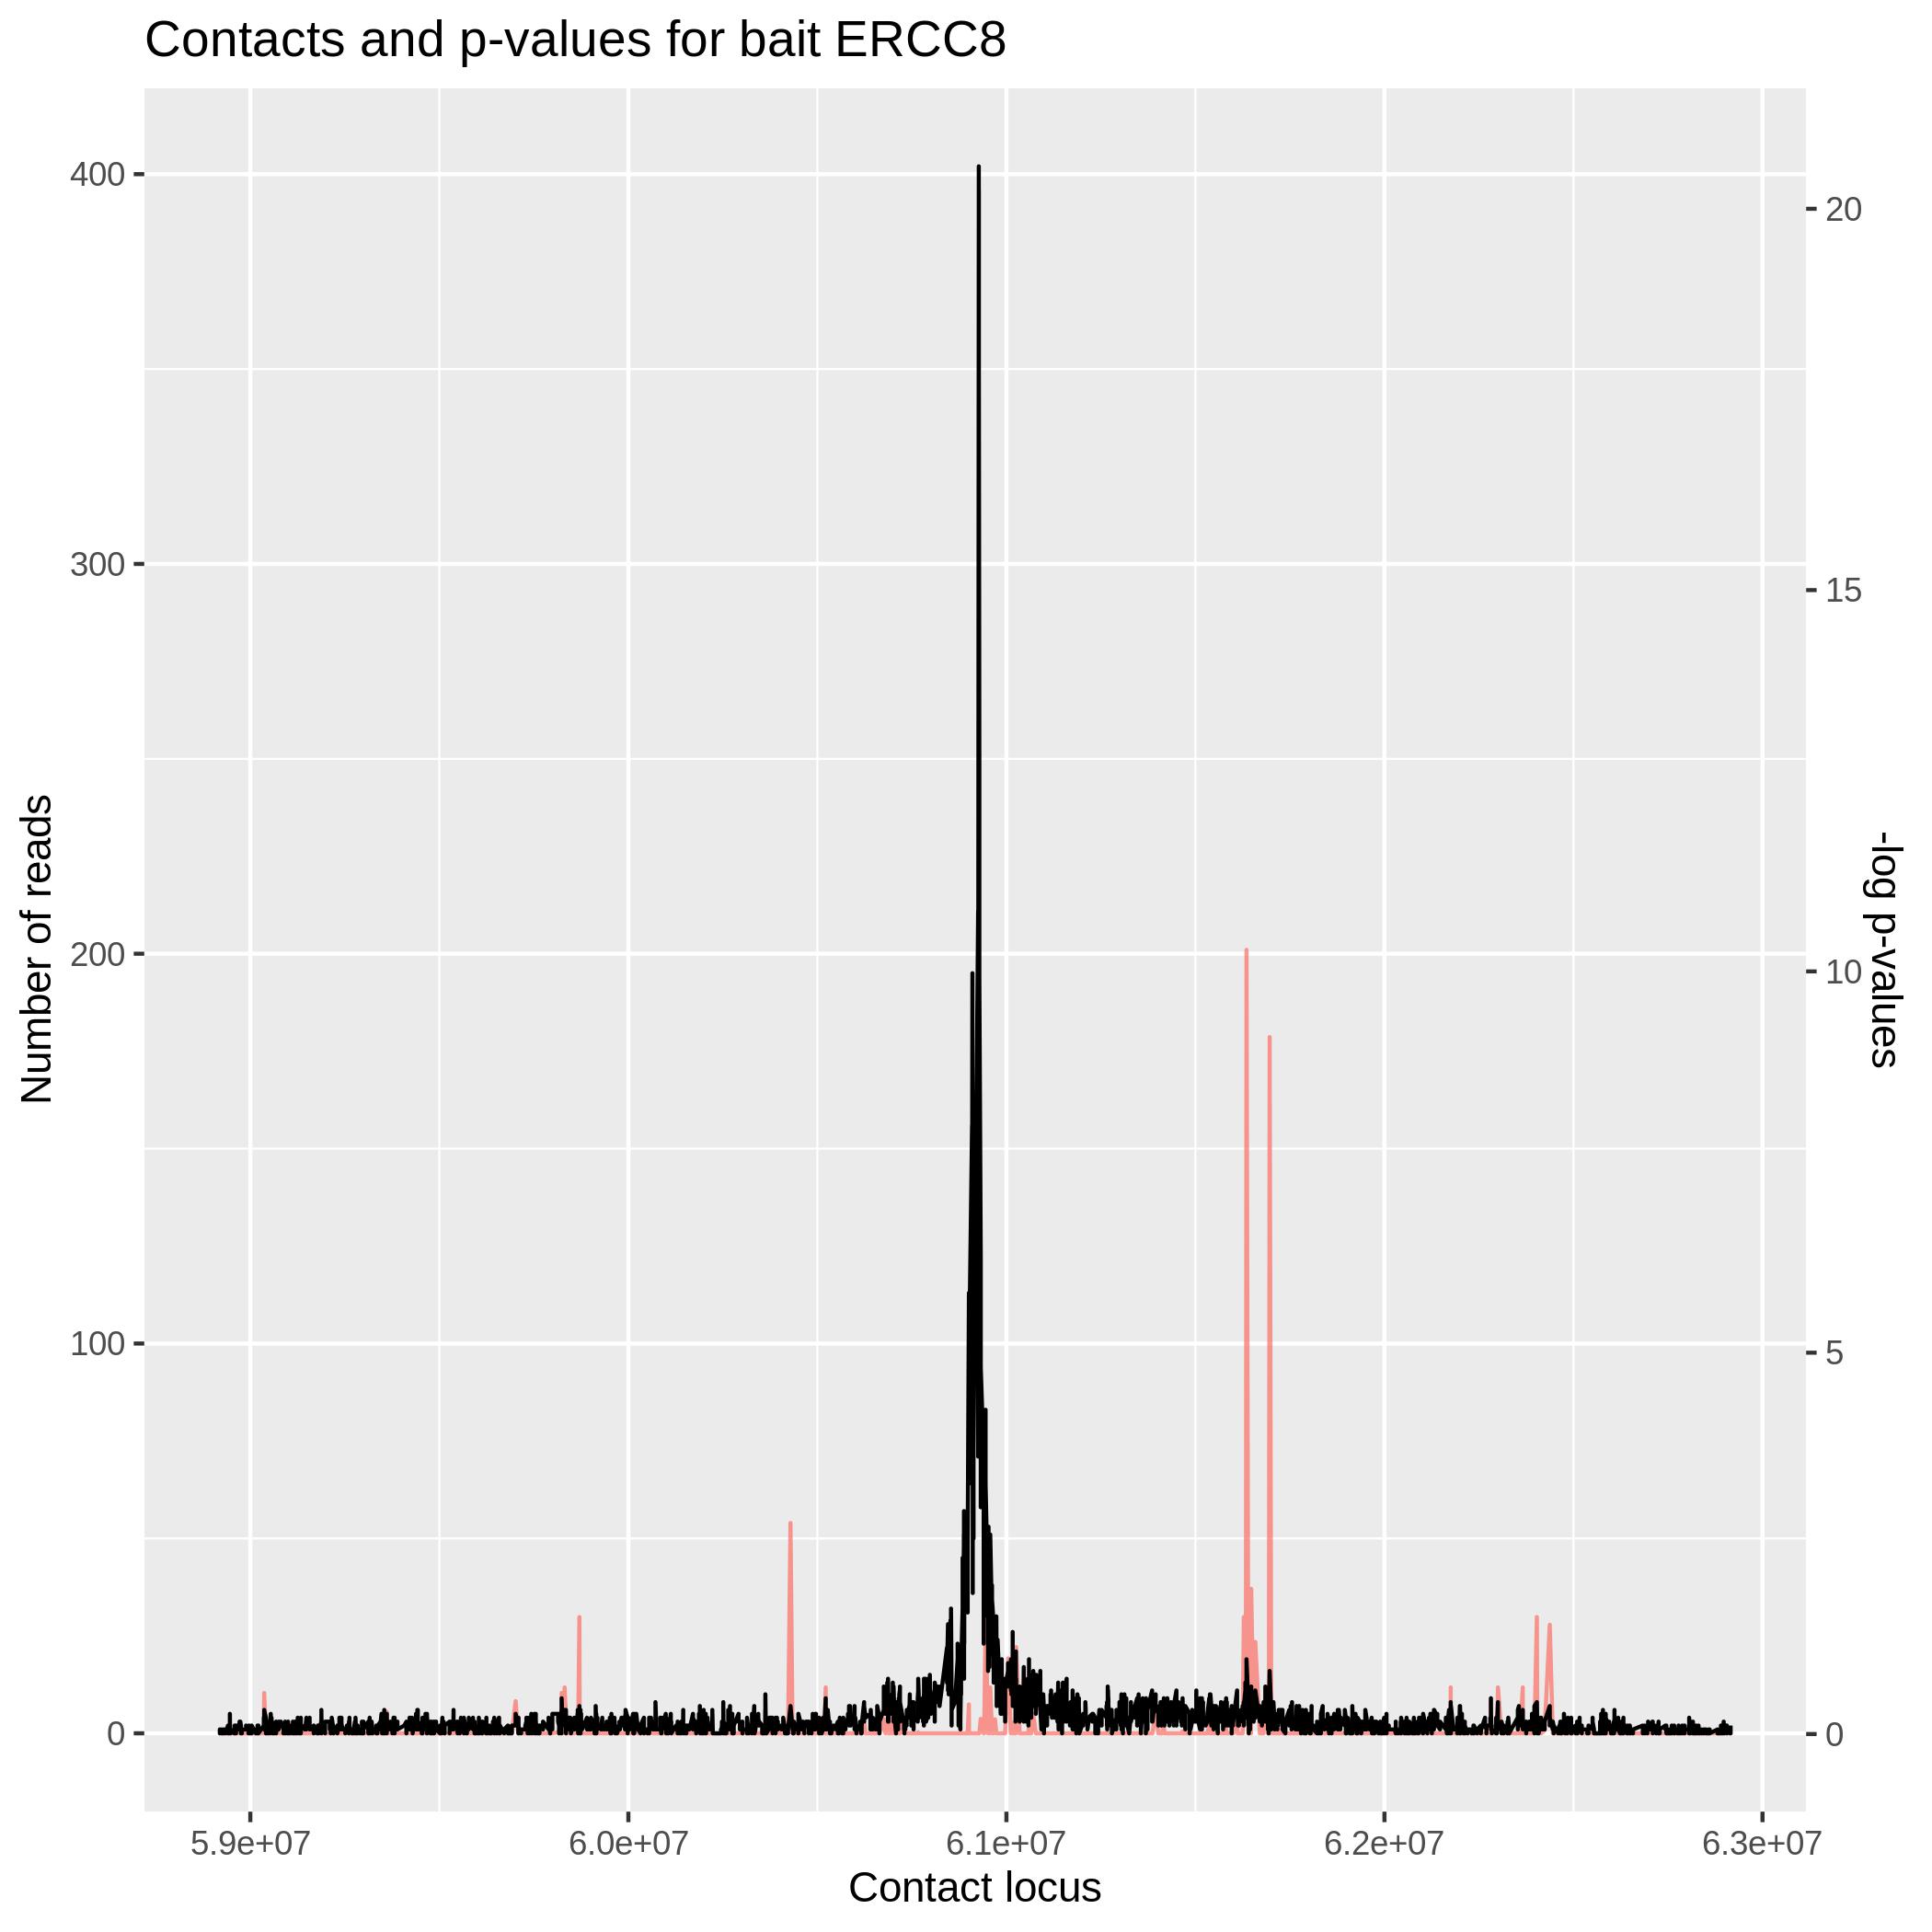 Contacts and p-values for bait ERCC8
400
300
200
100
0
Number of reads
20
15
10
5
0
-log p-values
5.9e+07
6.0e+07
6.1e+07
6.2e+07
6.3e+07
Contact locus